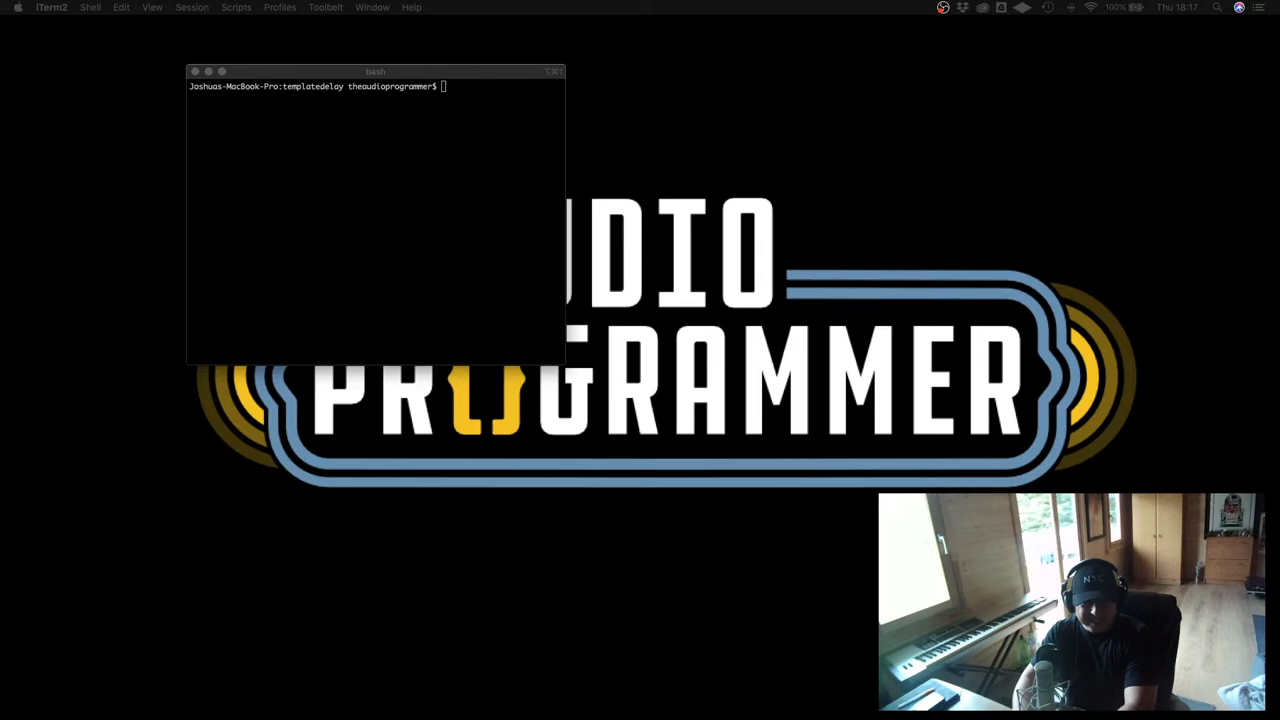 iTerm2 Shell Edit View Session Scripts Profiles Toolbelt Window Help 100% Thu 18:17
bash
Joshuas-MacBook-Pro:templatedelay theaudioprogrammer$
UDIO
PR{}GRAMMER
NYC